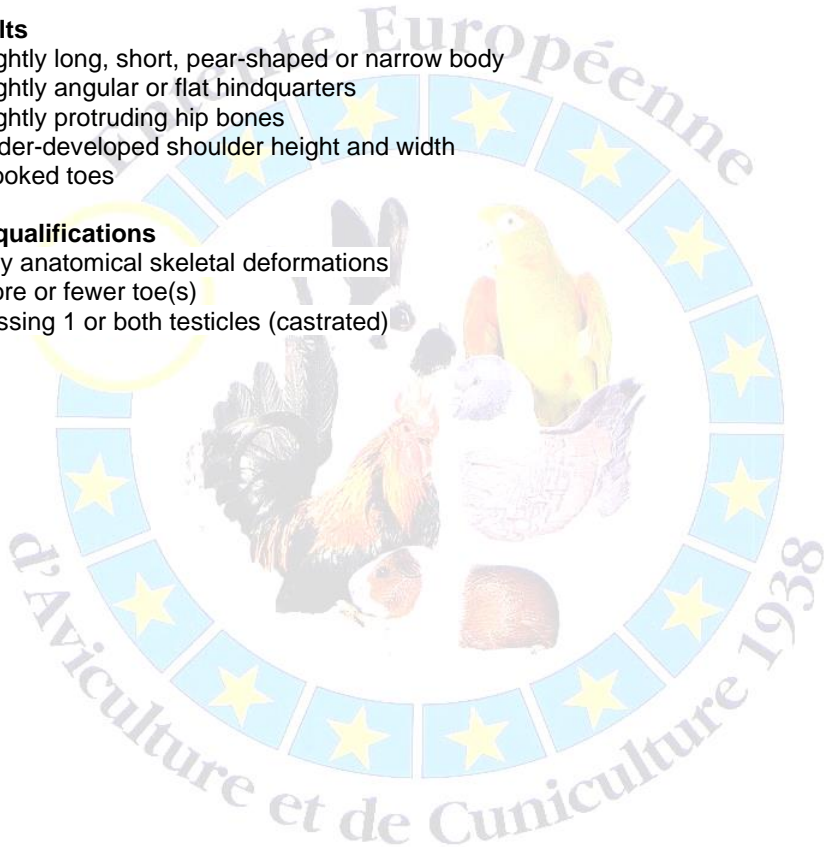 lts
ghtly long, short, pear-shaped or narrow body
ghtly angular or flat hindquarters
ghtly protruding hip bones
der-developed shoulder height and width
ooked toes
qualifications
y anatomical skeletal deformations
ore or fewer toe(s)
ssing 1 or both testicles (castrated)
Entente Européenne
d'Aviculture et de Cuniculture 1938